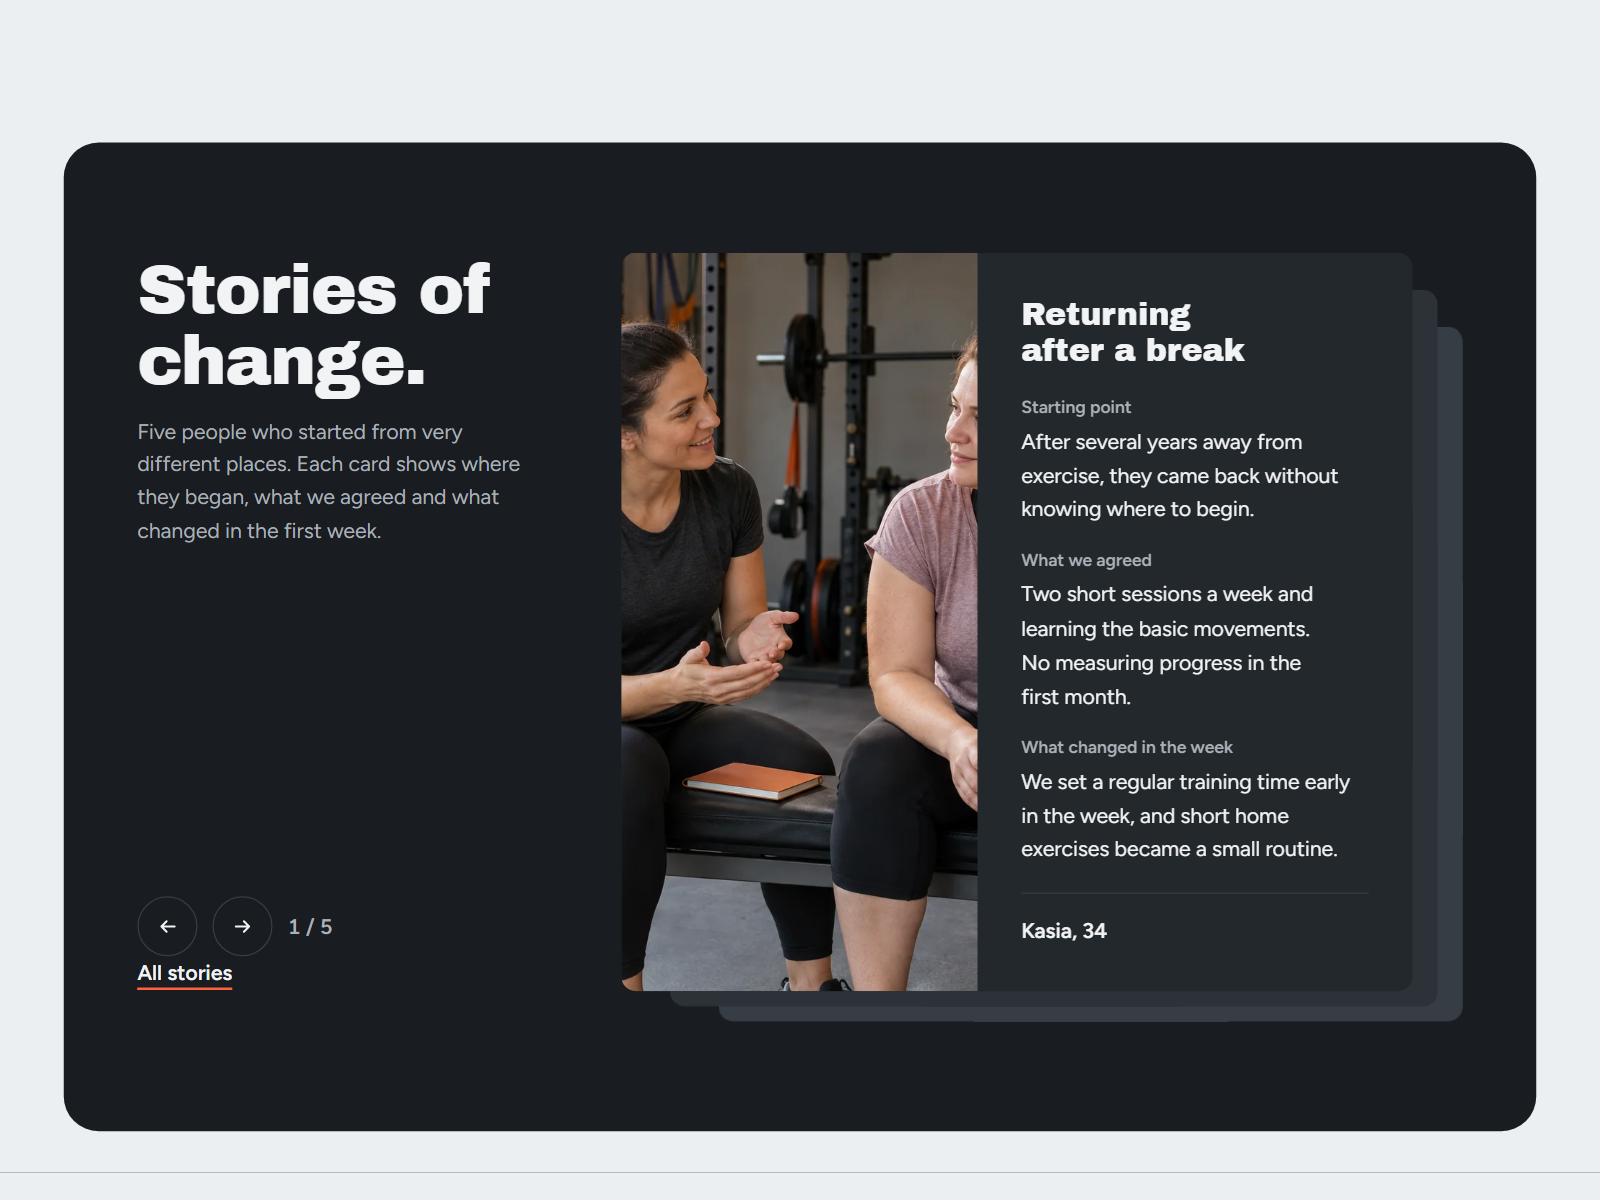 Stories of
change.
Five people who started from very
different places. Each card shows where
they began, what we agreed and what
changed in the first week.
1 / 5
All stories
Returning
after a break
Starting point
After several years away from
exercise, they came back without
knowing where to begin.
What we agreed
Two short sessions a week and
learning the basic movements.
No measuring progress in the
first month.
What changed in the week
We set a regular training time early
in the week, and short home
exercises became a small routine.
Kasia, 34